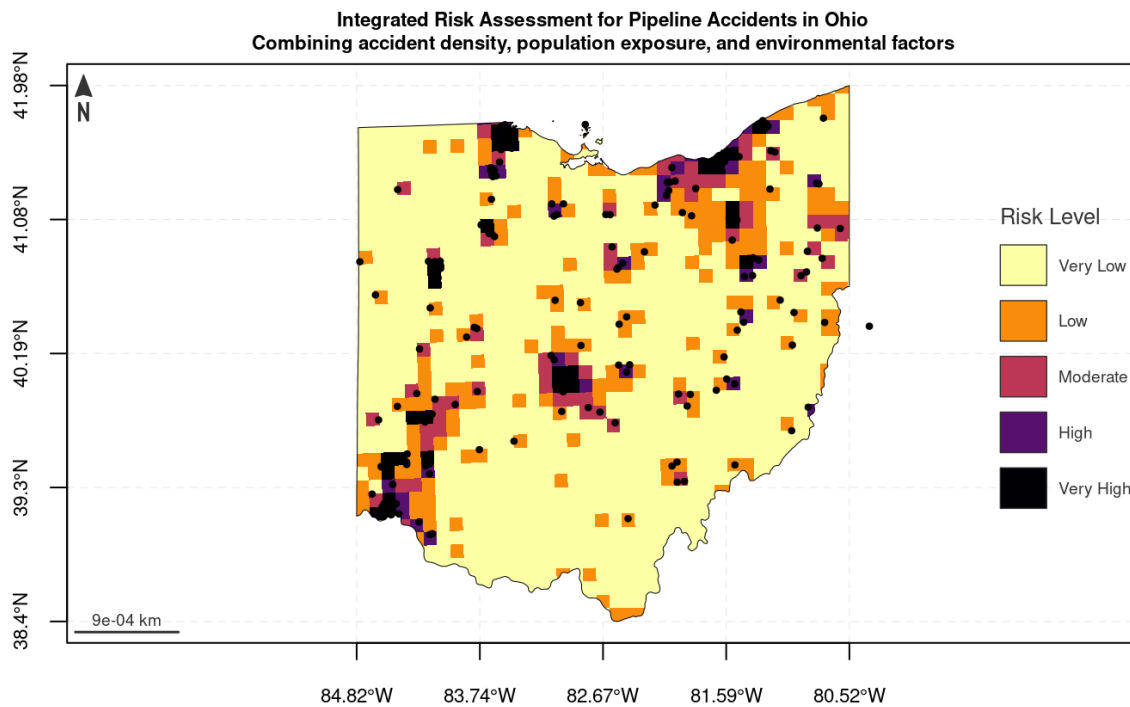 Integrated Risk Assessment for Pipeline Accidents in Ohio
Combining accident density, population exposure, and environmental factors
41.98°N
41.08°N
40.19°N
39.3°N
38.4°N
N
Risk Level
Very Low
Low
Moderate
High
Very High
9e-04 km
84.82°W 83.74°W 82.67°W 81.59°W 80.52°W